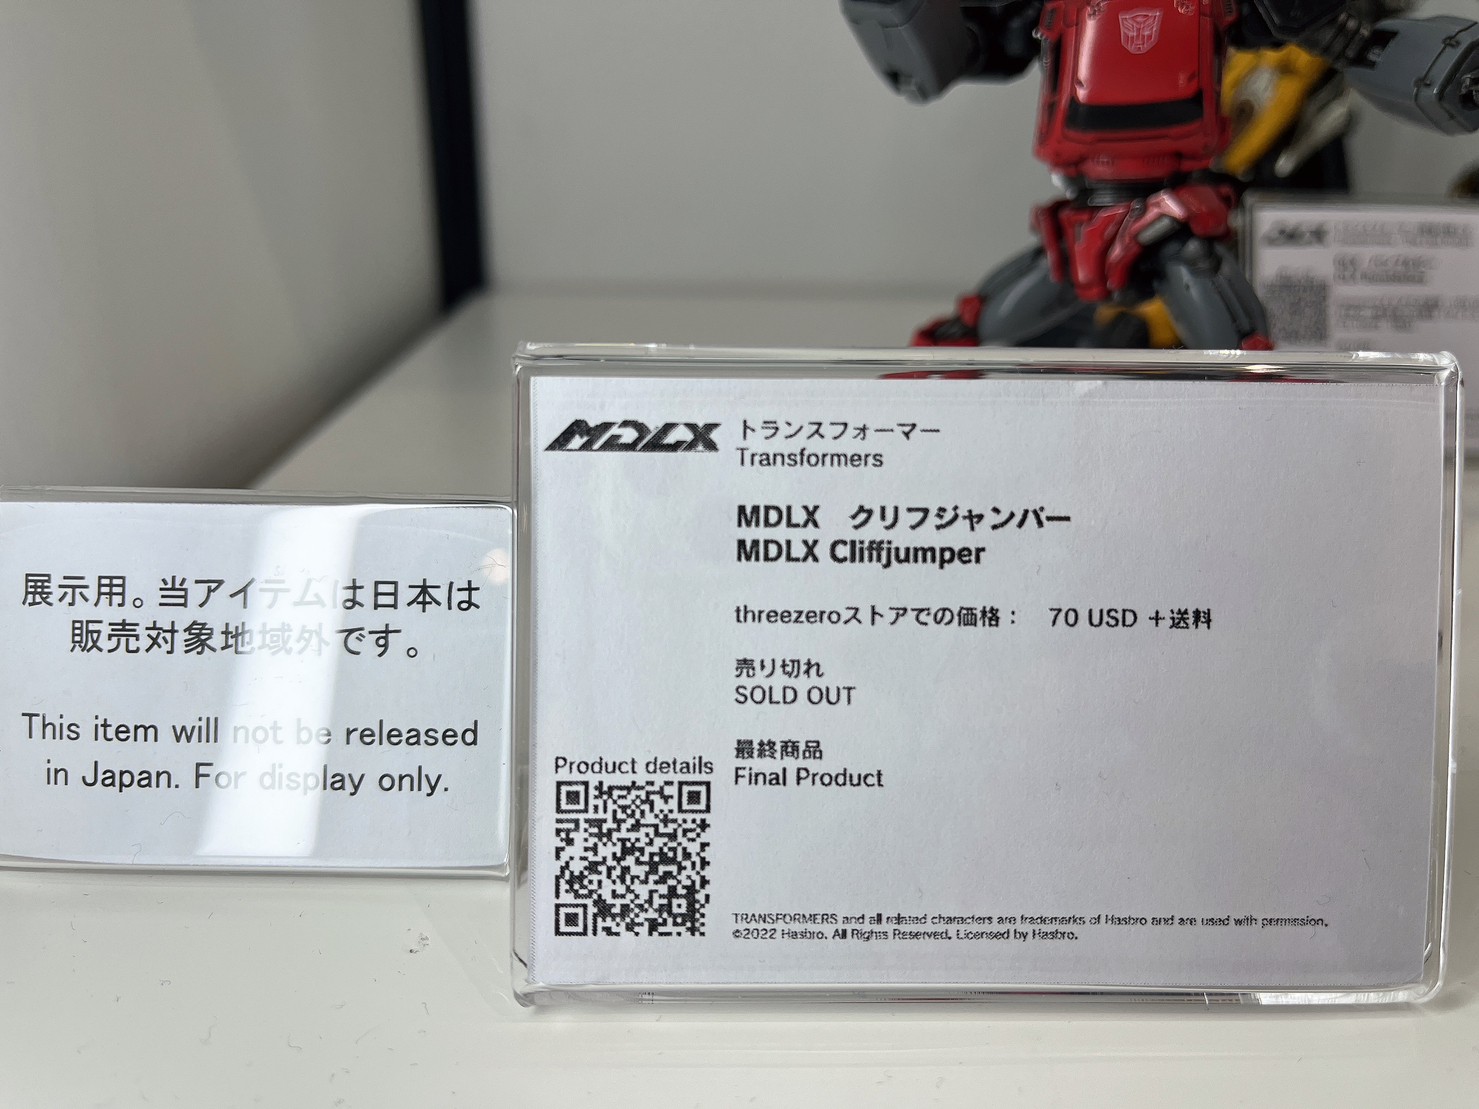 展示用。当アイテムは日本は
販売対象地域外です。
This item will not be released
in Japan. For display only.
MDLX
トランスフォーマー
Transformers
MDLX クリフジャンパー
MDLX Cliffjumper
threezeroストアでの価格： 70 USD +送料
売り切れ
SOLD OUT
最終商品
Final Product
Product details
TRANSFORMERS and all related characters are trademarks of Hasbro and are used with permission.
©2022 Hasbro. All Rights Reserved. Licensed by Hasbro.